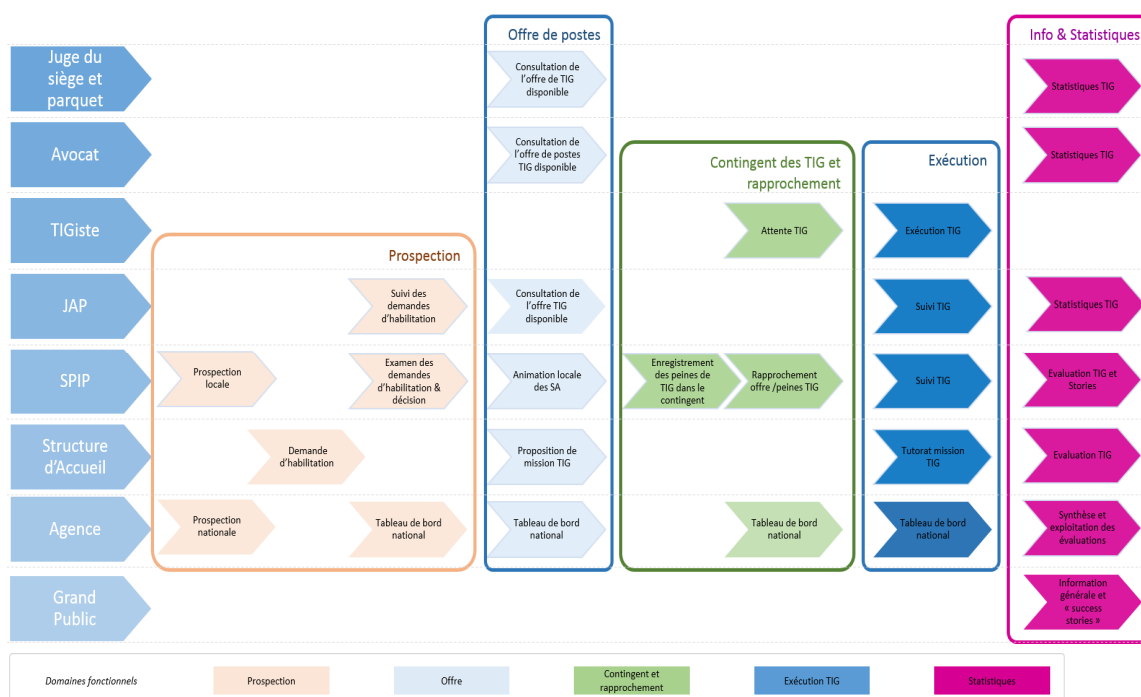 Offre de postes
Info & Statistiques
Juge du
siège et
parquet
Consultation de
l'offre de TIG
disponible
Statistiques TIG
Avocat
Consultation de
l'offre de postes
TIG disponible
Statistiques TIG
Contingent des TIG et
rapprochement
Exécution
TIGiste
Attente TIG
Exécution TIG
Prospection
JAP
Suivi des
demandes
d'habilitation
Consultation de
l'offre TIG
disponible
Suivi TIG
Statistiques TIG
SPIP
Prospection
locale
Examen des
demandes
d'habilitation &
décision
Animation locale
des SA
Enregistrement
des peines de
TIG dans le
contingent
Rapprochement
offre /peines TIG
Suivi TIG
Evaluation TIG et
Stories
Structure
d'Accueil
Demande
d'habilitation
Proposition de
mission TIG
Tutorat mission
TIG
Evaluation TIG
Agence
Prospection
nationale
Tableau de bord
national
Tableau de bord
national
Tableau de bord
national
Tableau de bord
national
Synthèse et
exploitation des
évaluations
Grand
Public
Information
générale et
« success
stories »
Domaines fonctionnels
Prospection
Offre
Contingent et
rapprochement
Exécution TIG
Statistiques